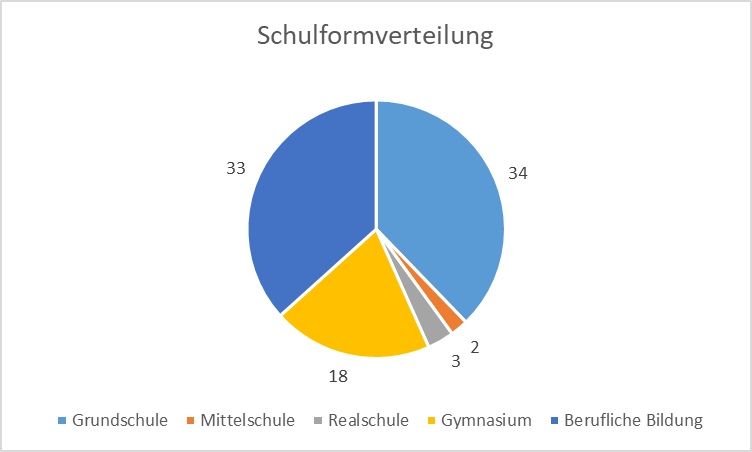 Schulformverteilung
33
34
2
3
18
Grundschule Mittelschule Realschule Gymnasium Berufliche Bildung